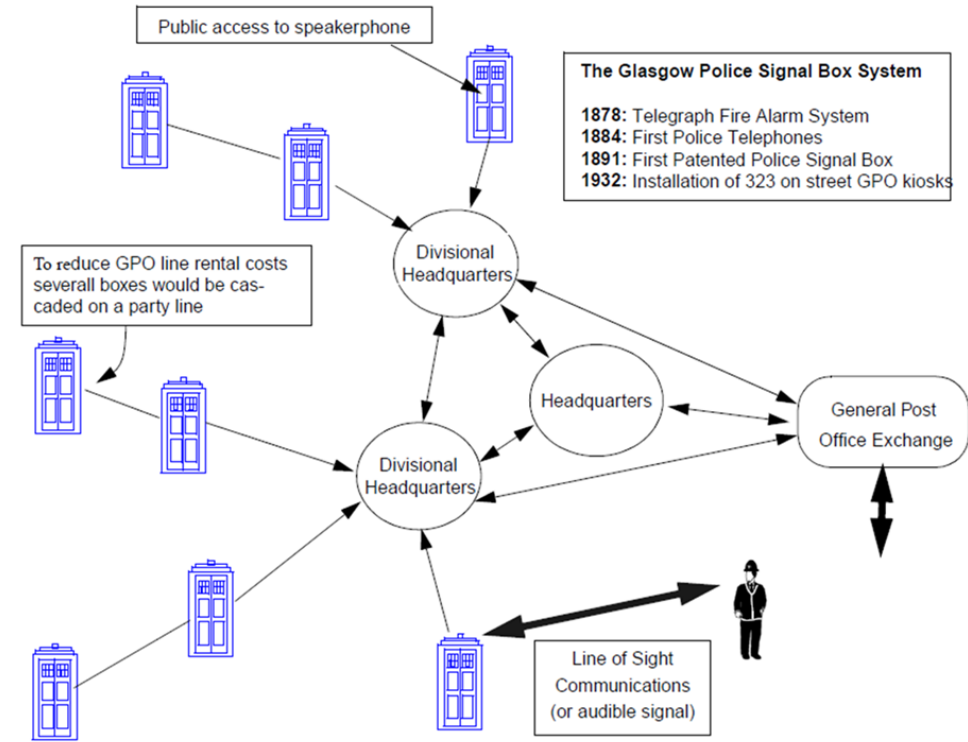 Public access to speakerphone
The Glasgow Police Signal Box System
1878: Telegraph Fire Alarm System
1884: First Police Telephones
1891: First Patented Police Signal Box
1932: Installation of 323 on street GPO kiosks
Divisional
Headquarters
To reduce GPO line rental costs
severall boxes would be cas-
caded on a party line
Headquarters
General Post
Office Exchange
Divisional
Headquarters
Line of Sight
Communications
(or audible signal)